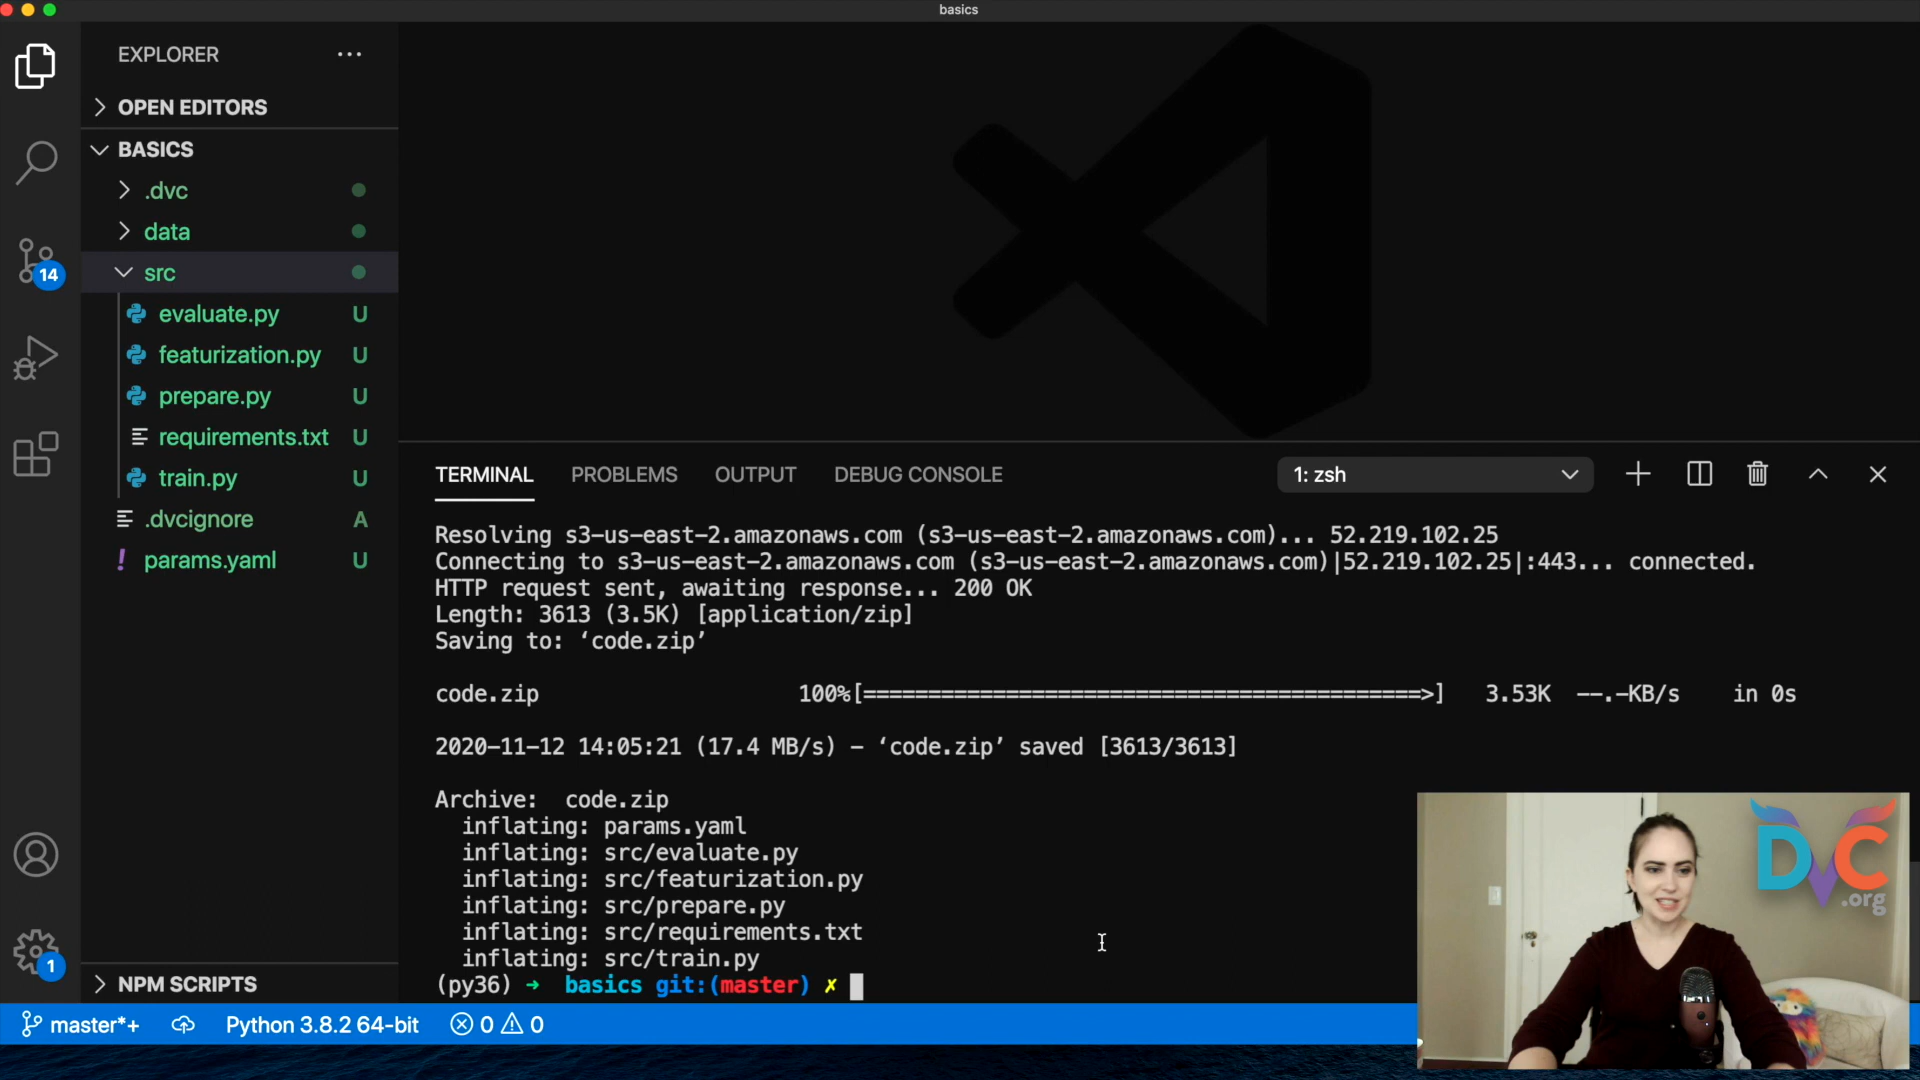 basics
EXPLORER
OPEN EDITORS
BASICS
.dvc
data
src
evaluate.py U
featurization.py U
prepare.py U
requirements.txt U
train.py U
.dvcignore A
params.yaml U
14
1
NPM SCRIPTS
TERMINAL PROBLEMS OUTPUT DEBUG CONSOLE 1: zsh
Resolving s3-us-east-2.amazonaws.com (s3-us-east-2.amazonaws.com)... 52.219.102.25
Connecting to s3-us-east-2.amazonaws.com (s3-us-east-2.amazonaws.com)|52.219.102.25|:443... connected.
HTTP request sent, awaiting response... 200 OK
Length: 3613 (3.5K) [application/zip]
Saving to: ‘code.zip’
code.zip 100%[===========================================>] 3.53K --.-KB/s in 0s
2020-11-12 14:05:21 (17.4 MB/s) - ‘code.zip’ saved [3613/3613]
Archive: code.zip
inflating: params.yaml
inflating: src/evaluate.py
inflating: src/featurization.py
inflating: src/prepare.py
inflating: src/requirements.txt
inflating: src/train.py
(py36) ➜ basics git:(master) ✗
DVC
.org
master*+ Python 3.8.2 64-bit 0 0